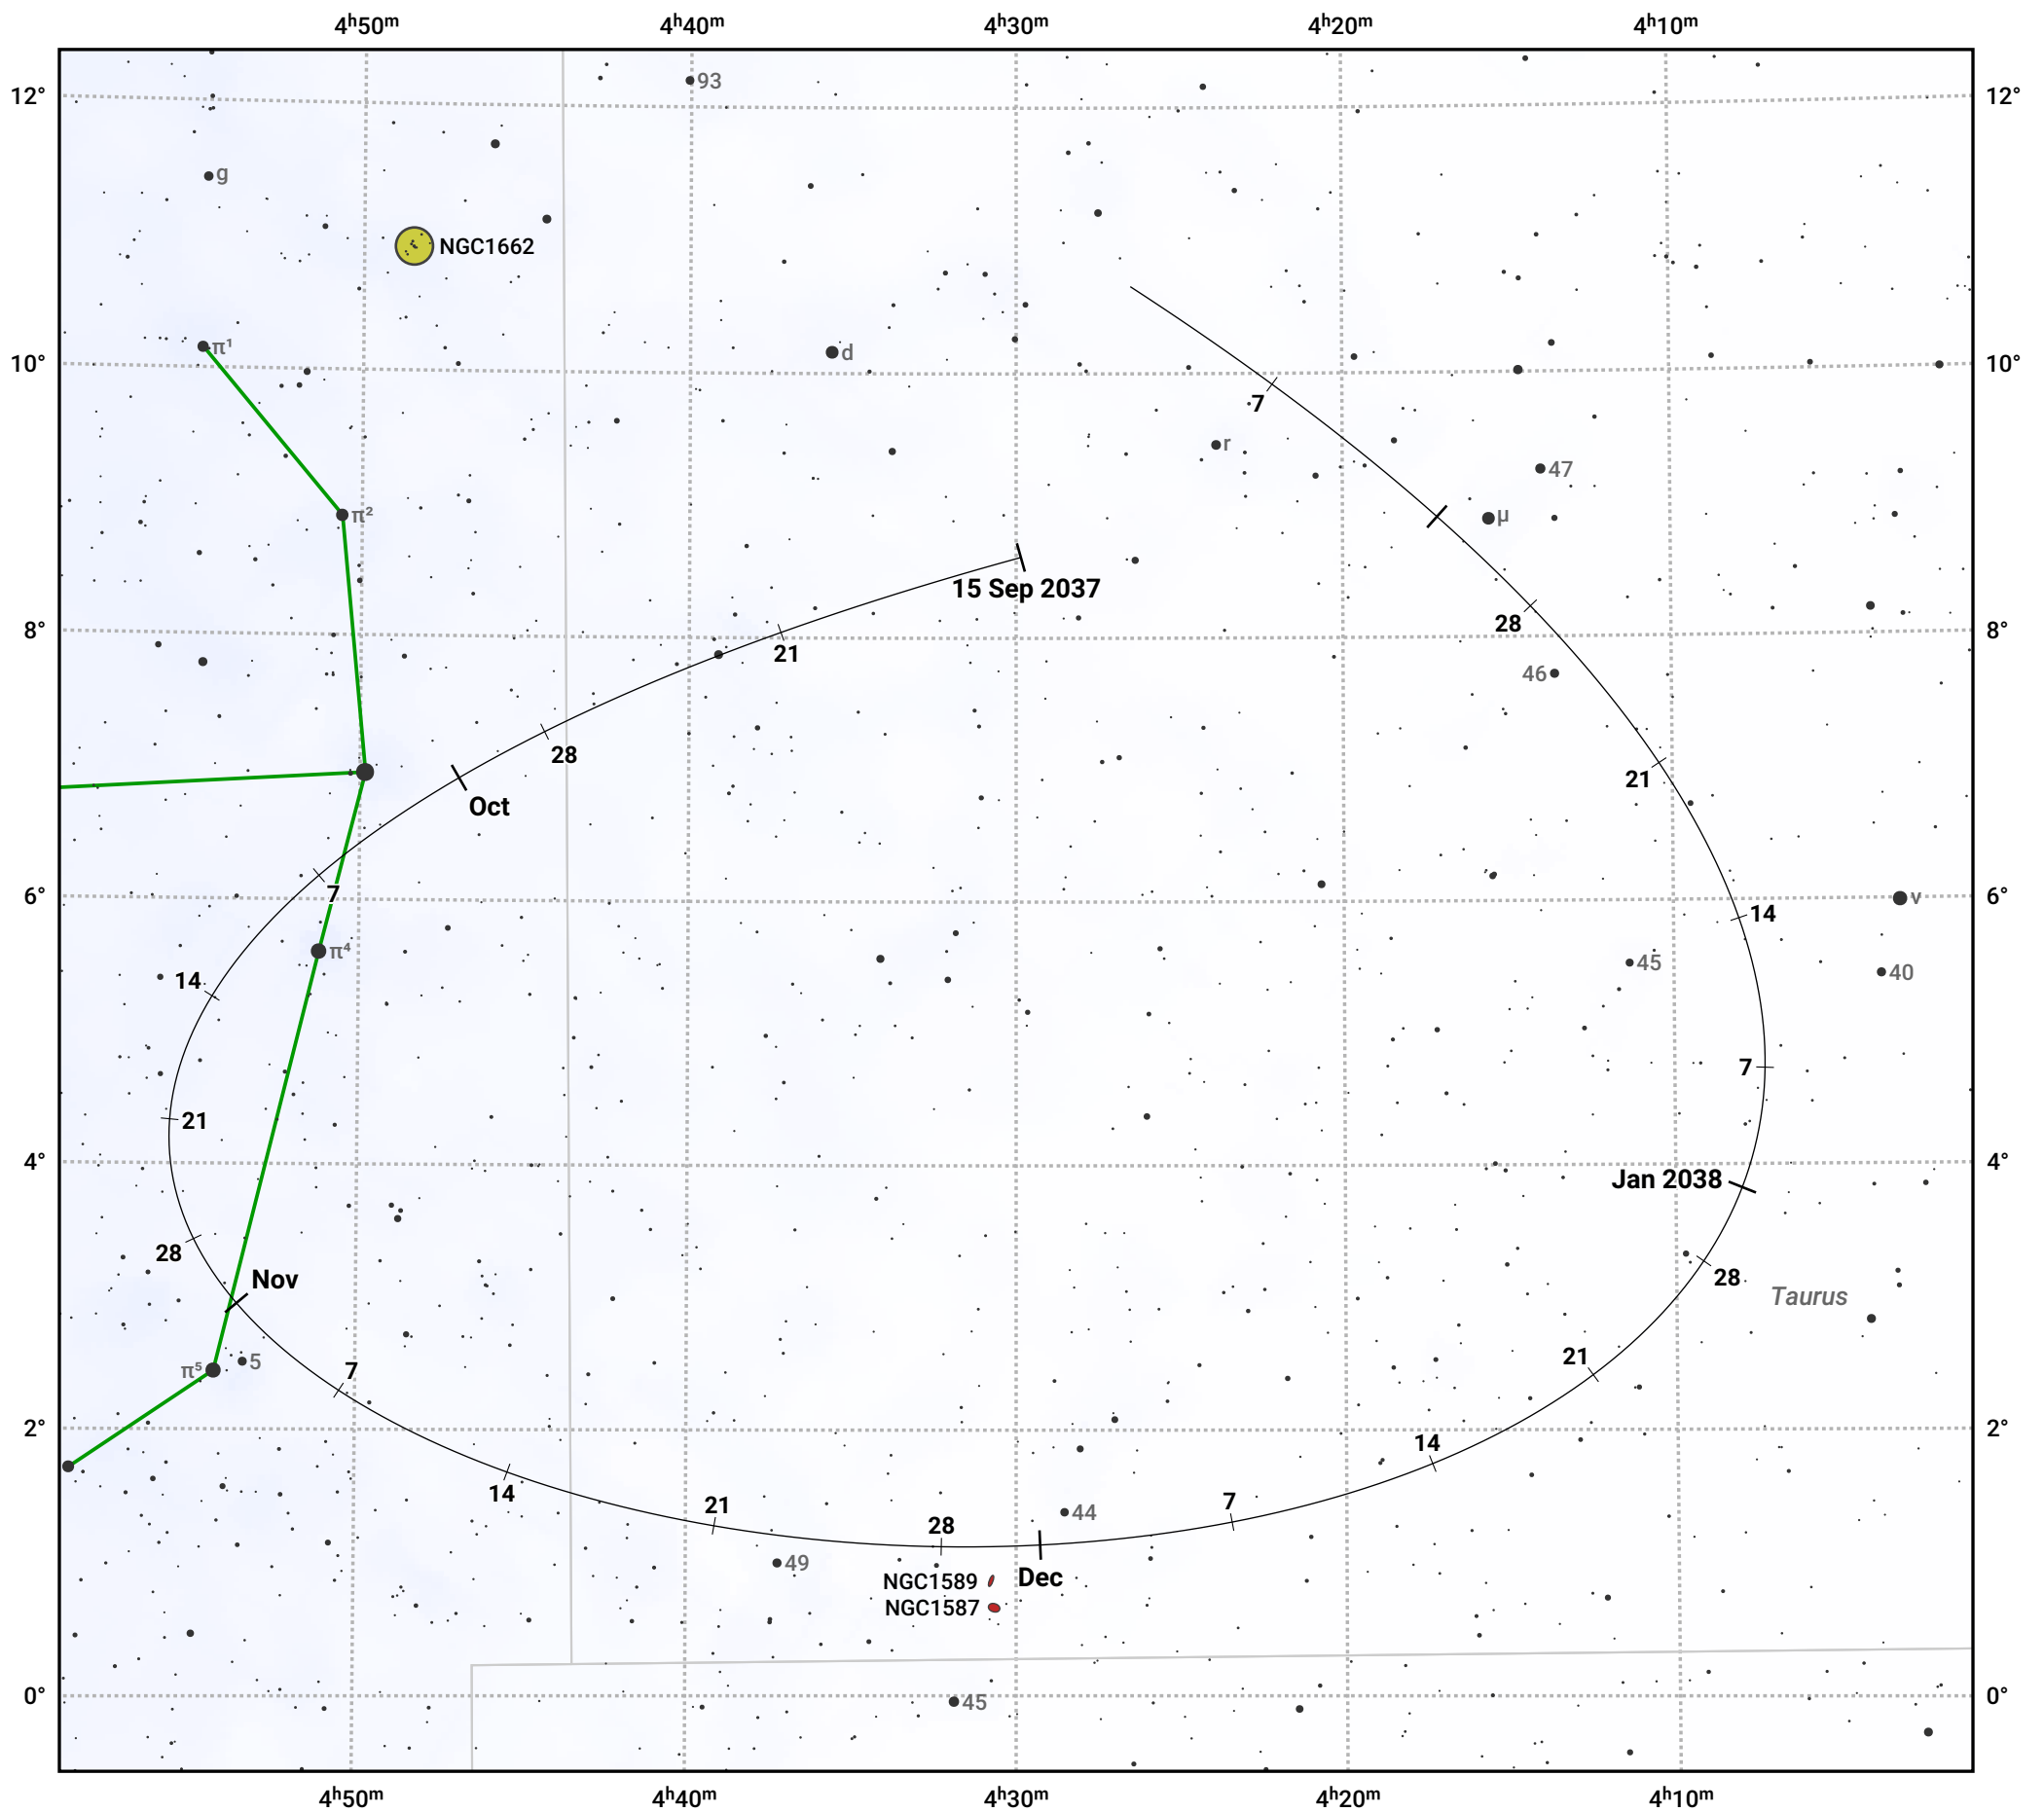 4ʰ50ᵐ 4ʰ40ᵐ 4ʰ30ᵐ 4ʰ20ᵐ 4ʰ10ᵐ
93
12° 12°
g
NGC1662
π¹
d
10° 10°
7
r
47
π²
μ
15 Sep 2037
28
8° 8°
21
46
28
21
Oct
7
6° 6°
ν
14
π⁴
45
40
14
7
21
4° 4°
Jan 2038
28
Nov
28
Taurus
21
5
π⁵
7
2° 2°
14
14
21
7
44
28
49
Dec
NGC1589
NGC1587
0° 0°
45
4ʰ50ᵐ 4ʰ40ᵐ 4ʰ30ᵐ 4ʰ20ᵐ 4ʰ10ᵐ